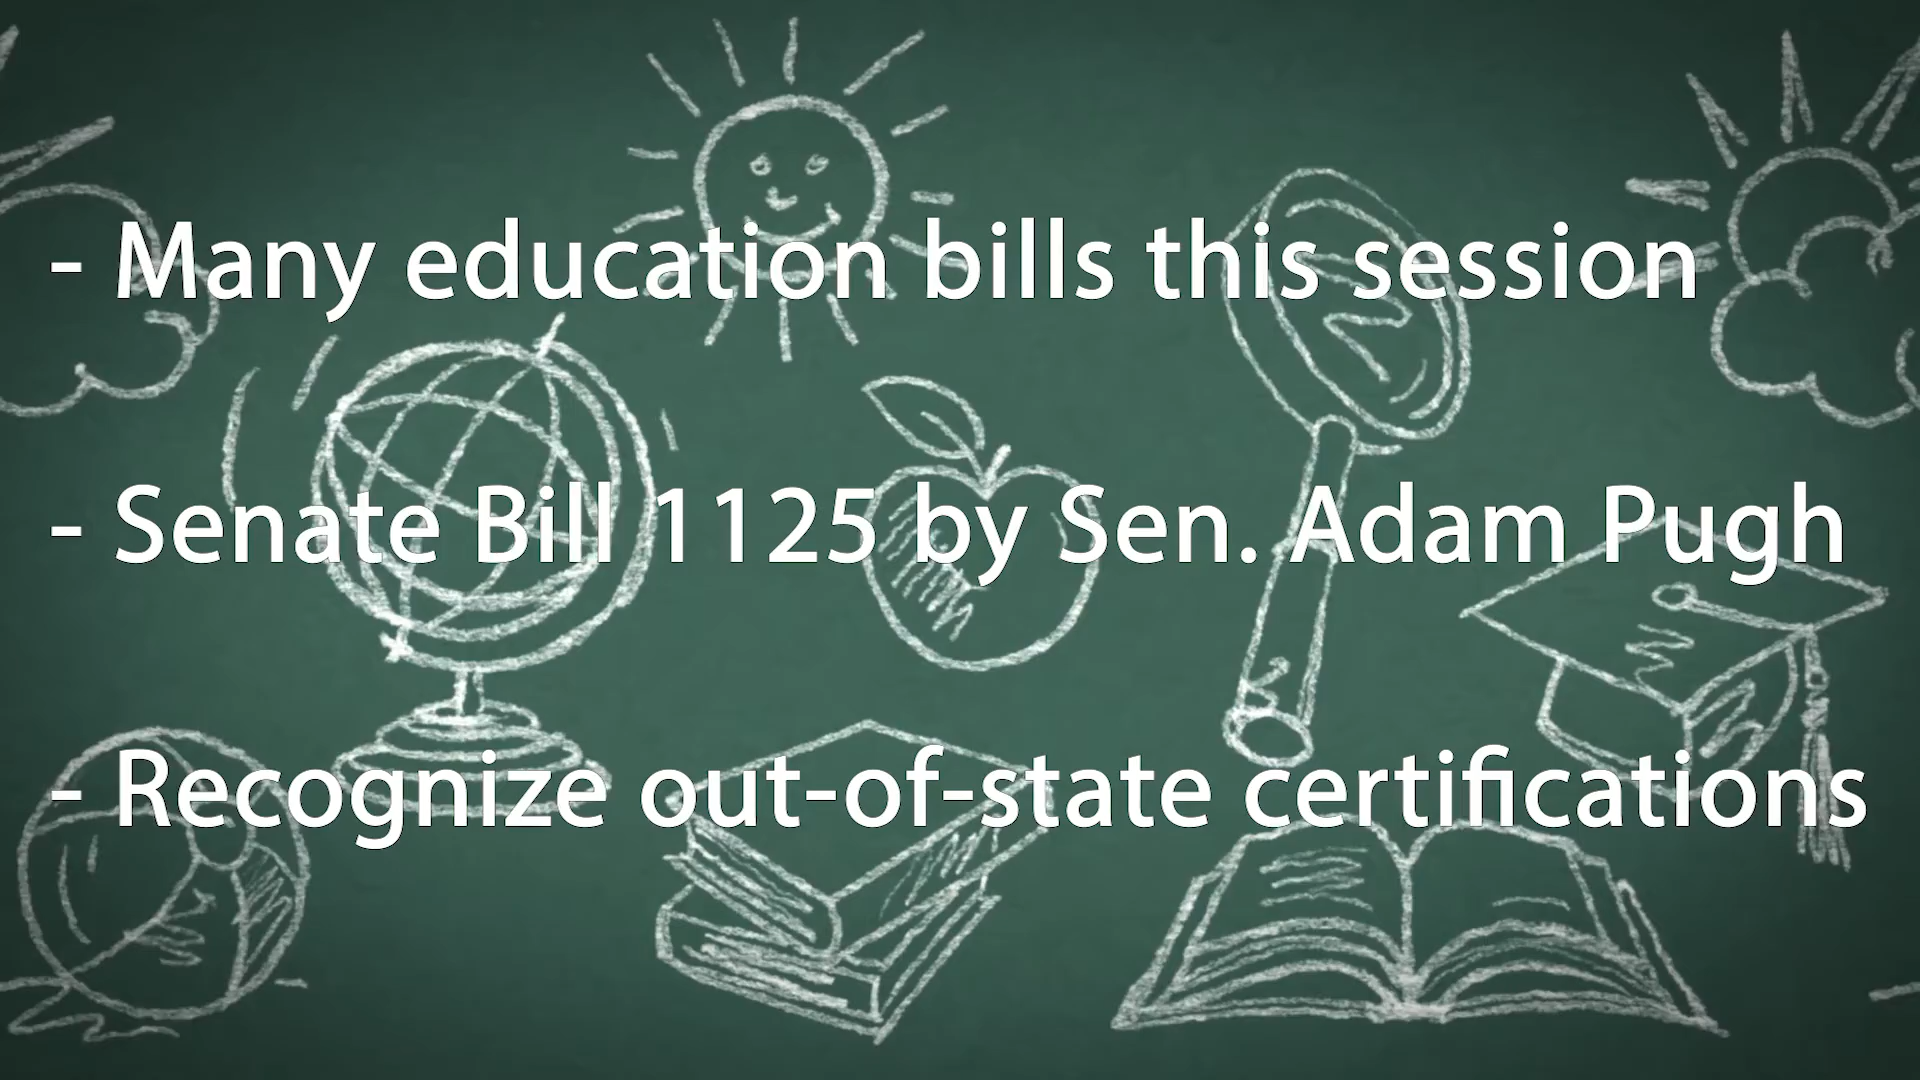 - Many education bills this session
- Senate Bill 1125 by Sen. Adam Pugh
- Recognize out-of-state certifications